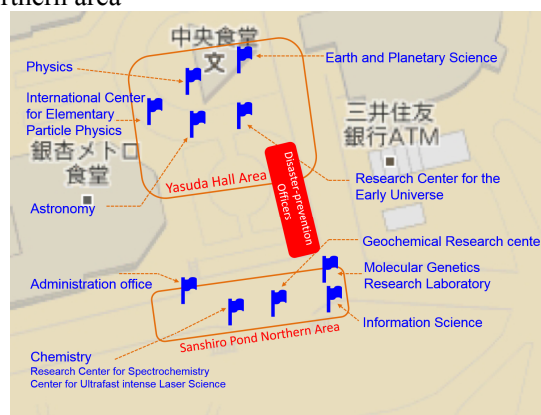 rthern area
中央食堂
文
Physics
Earth and Planetary Science
International Center
for Elementary
Particle Physics
三井住友
銀行ATM
銀杏メトロ
食堂
Disaster-prevention
Officers
Yasuda Hall Area
Research Center for the
Early Universe
Astronomy
Geochemical Research cente
Molecular Genetics
Research Laboratory
Administration office
Information Science
Sanshiro Pond Northern Area
Chemistry
Research Center for Spectrochemistry
Center for Ultrafast intense Laser Science